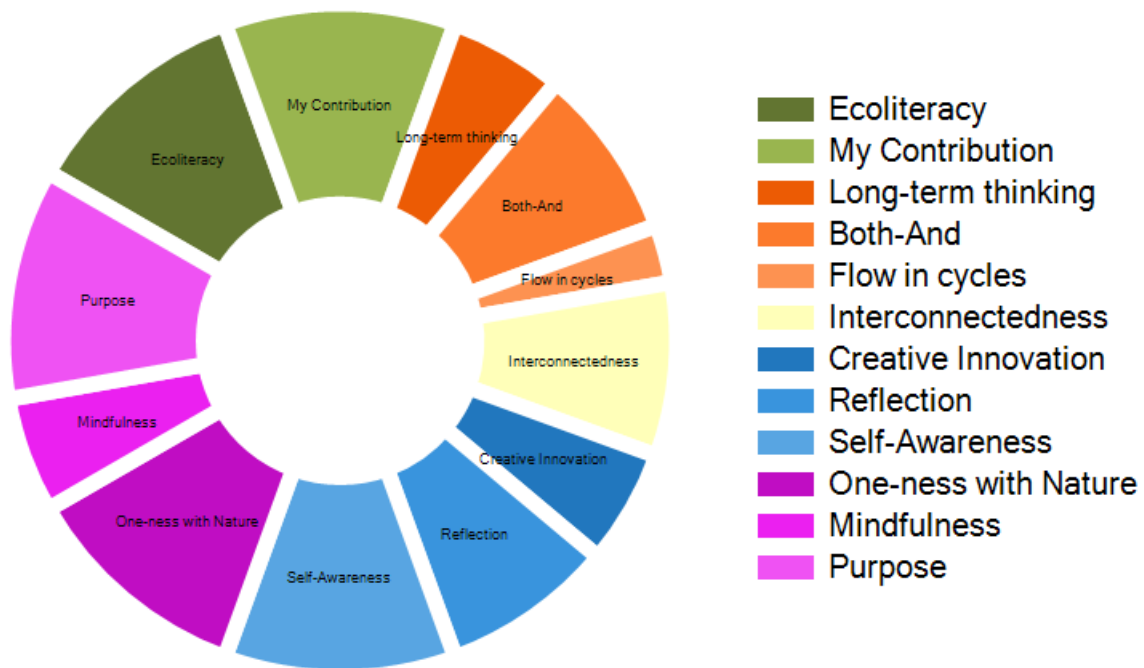 My Contribution
Long-term thinking
Ecoliteracy
Both-And
Flow in cycles
Purpose
Interconnectedness
Mindfulness
Creative Innovation
One-ness with Nature
Reflection
Self-Awareness
Ecoliteracy
My Contribution
Long-term thinking
Both-And
Flow in cycles
Interconnectedness
Creative Innovation
Reflection
Self-Awareness
One-ness with Nature
Mindfulness
Purpose